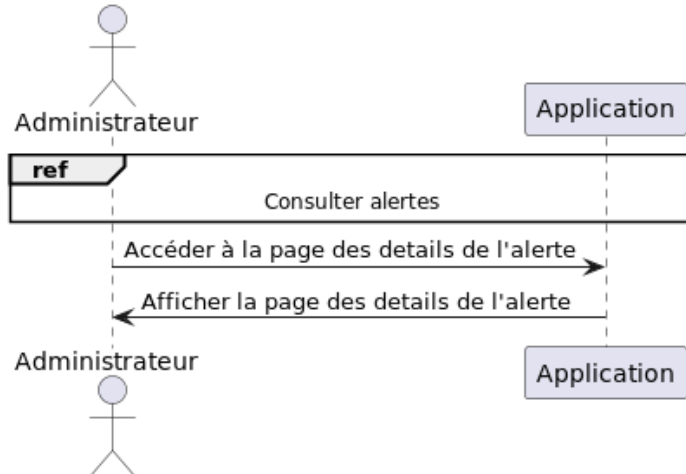 Administrateur
Application
ref
Consulter alertes
Accéder à la page des details de l'alerte
Afficher la page des details de l'alerte
Administrateur
Application